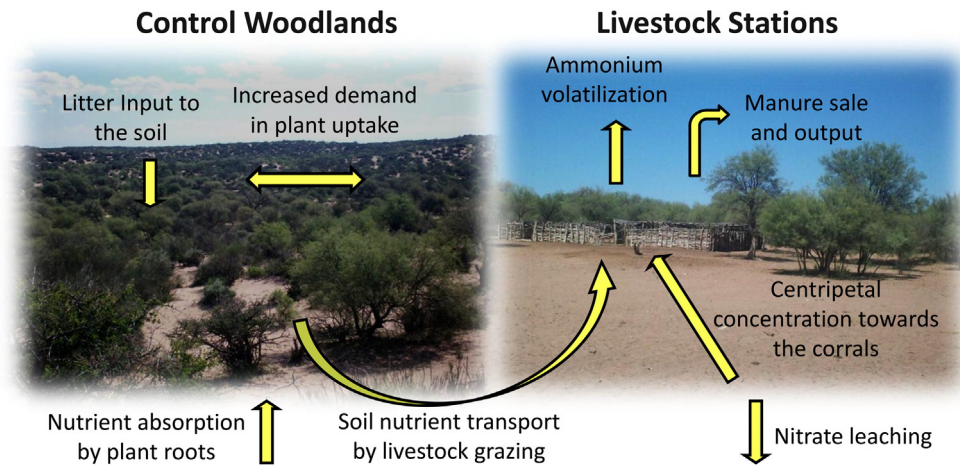 Control Woodlands
Livestock Stations
Litter Input to
the soil
Increased demand
in plant uptake
Ammonium
volatilization
Manure sale
and output
Centripetal
concentration towards
the corrals
Nutrient absorption
by plant roots
Soil nutrient transport
by livestock grazing
Nitrate leaching